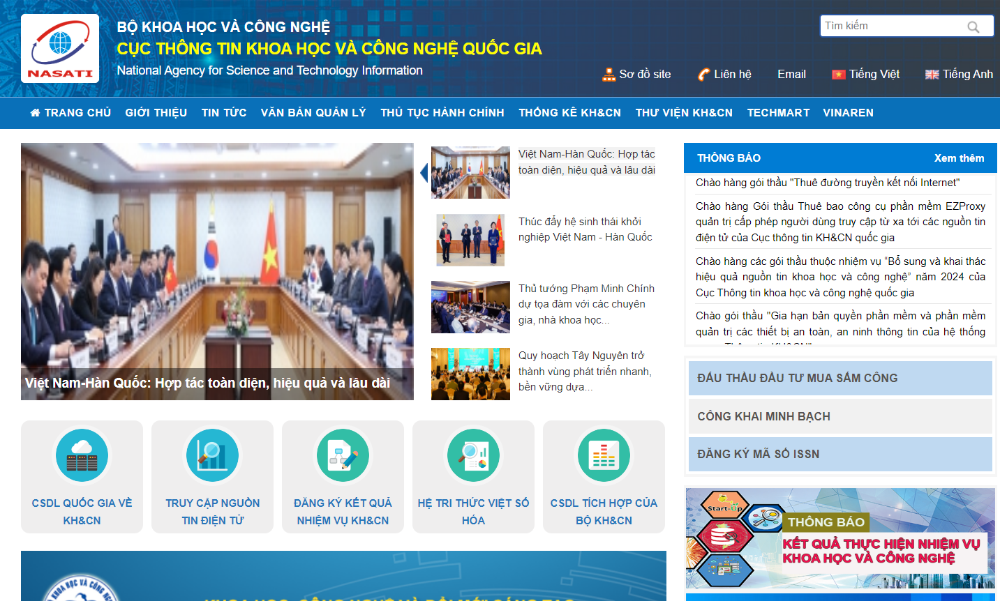 NASATI
BỘ KHOA HỌC VÀ CÔNG NGHỆ
CỤC THÔNG TIN KHOA HỌC VÀ CÔNG NGHỆ QUỐC GIA
National Agency for Science and Technology Information
Tìm kiếm
Sơ đồ site
Liên hệ
Email
Tiếng Việt
Tiếng Anh
TRANG CHỦ
GIỚI THIỆU
TIN TỨC
VĂN BẢN QUẢN LÝ
THỦ TỤC HÀNH CHÍNH
THỐNG KÊ KH&CN
THƯ VIỆN KH&CN
TECHMART
VINAREN
Việt Nam-Hàn Quốc: Hợp tác toàn diện, hiệu quả và lâu dài
Việt Nam-Hàn Quốc: Hợp tác
toàn diện, hiệu quả và lâu dài
Thúc đẩy hệ sinh thái khởi
nghiệp Việt Nam - Hàn Quốc
Thủ tướng Phạm Minh Chính
dự tọa đàm với các chuyên
gia, nhà khoa học...
Quy hoạch Tây Nguyên trở
thành vùng phát triển nhanh,
bền vững dựa...
THÔNG BÁO
Xem thêm
Chào hàng gói thầu "Thuê đường truyền kết nối Internet"
Chào hàng Gói thầu Thuê bao công cụ phần mềm EZProxy
quản trị cấp phép người dùng truy cập từ xa tới các nguồn tin
điện tử của Cục thông tin KH&CN quốc gia
Chào hàng các gói thầu thuộc nhiệm vụ “Bổ sung và khai thác
hiệu quả nguồn tin khoa học và công nghệ” năm 2024 của
Cục Thông tin khoa học và công nghệ quốc gia
Chào gói thầu "Gia hạn bản quyền phần mềm và phần mềm
quản trị các thiết bị an toàn, an ninh thông tin của hệ thống
ĐẤU THẦU ĐẦU TƯ MUA SẮM CÔNG
CÔNG KHAI MINH BẠCH
ĐĂNG KÝ MÃ SỐ ISSN
CSDL QUỐC GIA VỀ
KH&CN
TRUY CẬP NGUỒN
TIN ĐIỆN TỬ
ĐĂNG KÝ KẾT QUẢ
NHIỆM VỤ KH&CN
HỆ TRI THỨC VIỆT SỐ
HÓA
CSDL TÍCH HỢP CỦA
BỘ KH&CN
Start-Up
THÔNG BÁO
KẾT QUẢ THỰC HIỆN NHIỆM VỤ
KHOA HỌC VÀ CÔNG NGHỆ